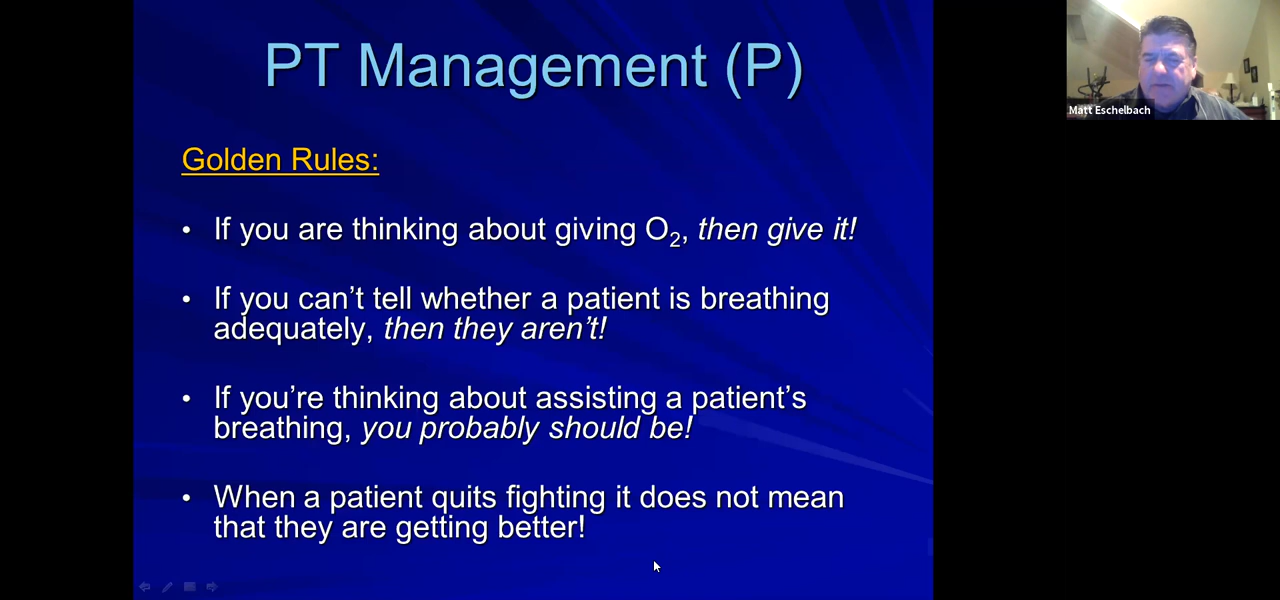 PT Management (P)
Matt Eschelbach
Golden Rules:
• If you are thinking about giving O₂, then give it!
• If you can’t tell whether a patient is breathing
adequately, then they aren’t!
• If you’re thinking about assisting a patient’s
breathing, you probably should be!
• When a patient quits fighting it does not mean
that they are getting better!